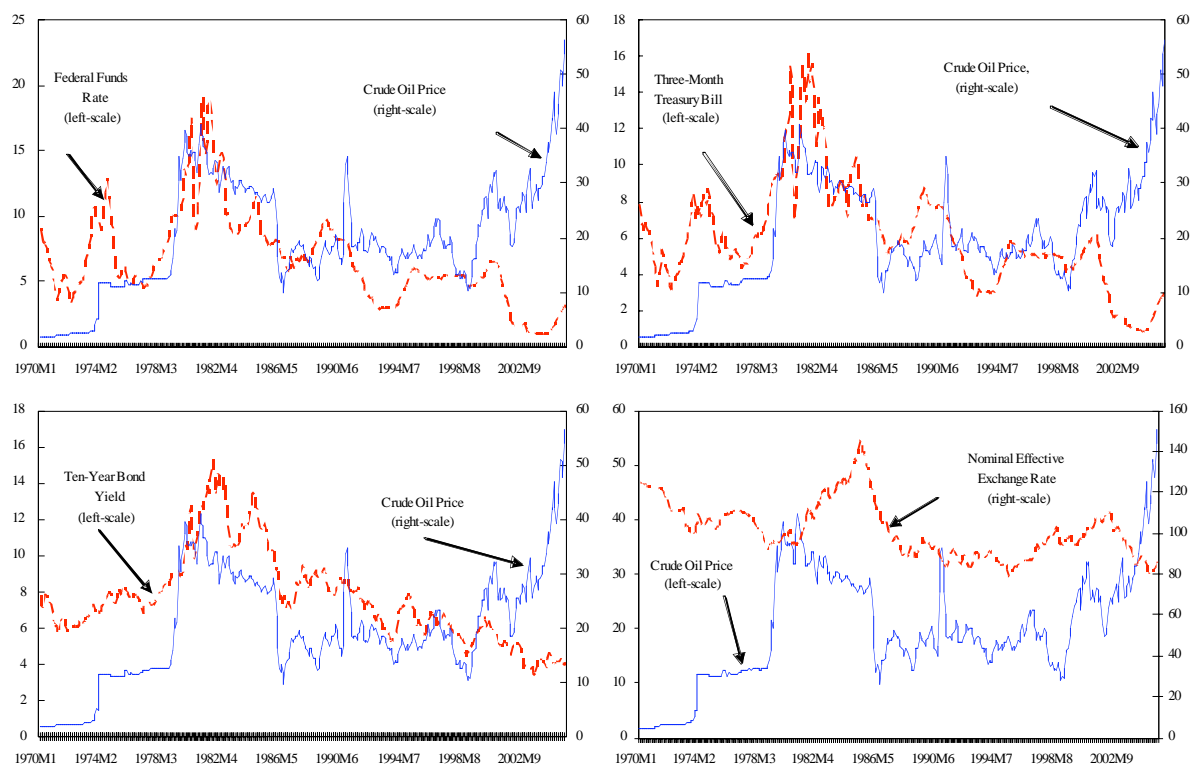 25
20
15
10
5
0
60
50
40
30
20
10
0
Federal Funds
Rate
(left-scale)
Crude Oil Price
(right-scale)
1970M1 1974M2 1978M3 1982M4 1986M5 1990M6 1994M7 1998M8 2002M9
18
16
14
12
10
8
6
4
2
0
60
50
40
30
20
10
0
Three-Month
Treasury Bill
(left-scale)
Crude Oil Price,
(right-scale)
1970M1 1974M2 1978M3 1982M4 1986M5 1990M6 1994M7 1998M8 2002M9
18
16
14
12
10
8
6
4
2
0
60
50
40
30
20
10
0
Ten-Year Bond
Yield
(left-scale)
Crude Oil Price
(right-scale)
1970M1 1974M2 1978M3 1982M4 1986M5 1990M6 1994M7 1998M8 2002M9
60
50
40
30
20
10
0
160
140
120
100
80
60
40
20
0
Nominal Effective
Exchange Rate
(right-scale)
Crude Oil Price
(left-scale)
1970M1 1974M2 1978M3 1982M4 1986M5 1990M6 1994M7 1998M8 2002M9